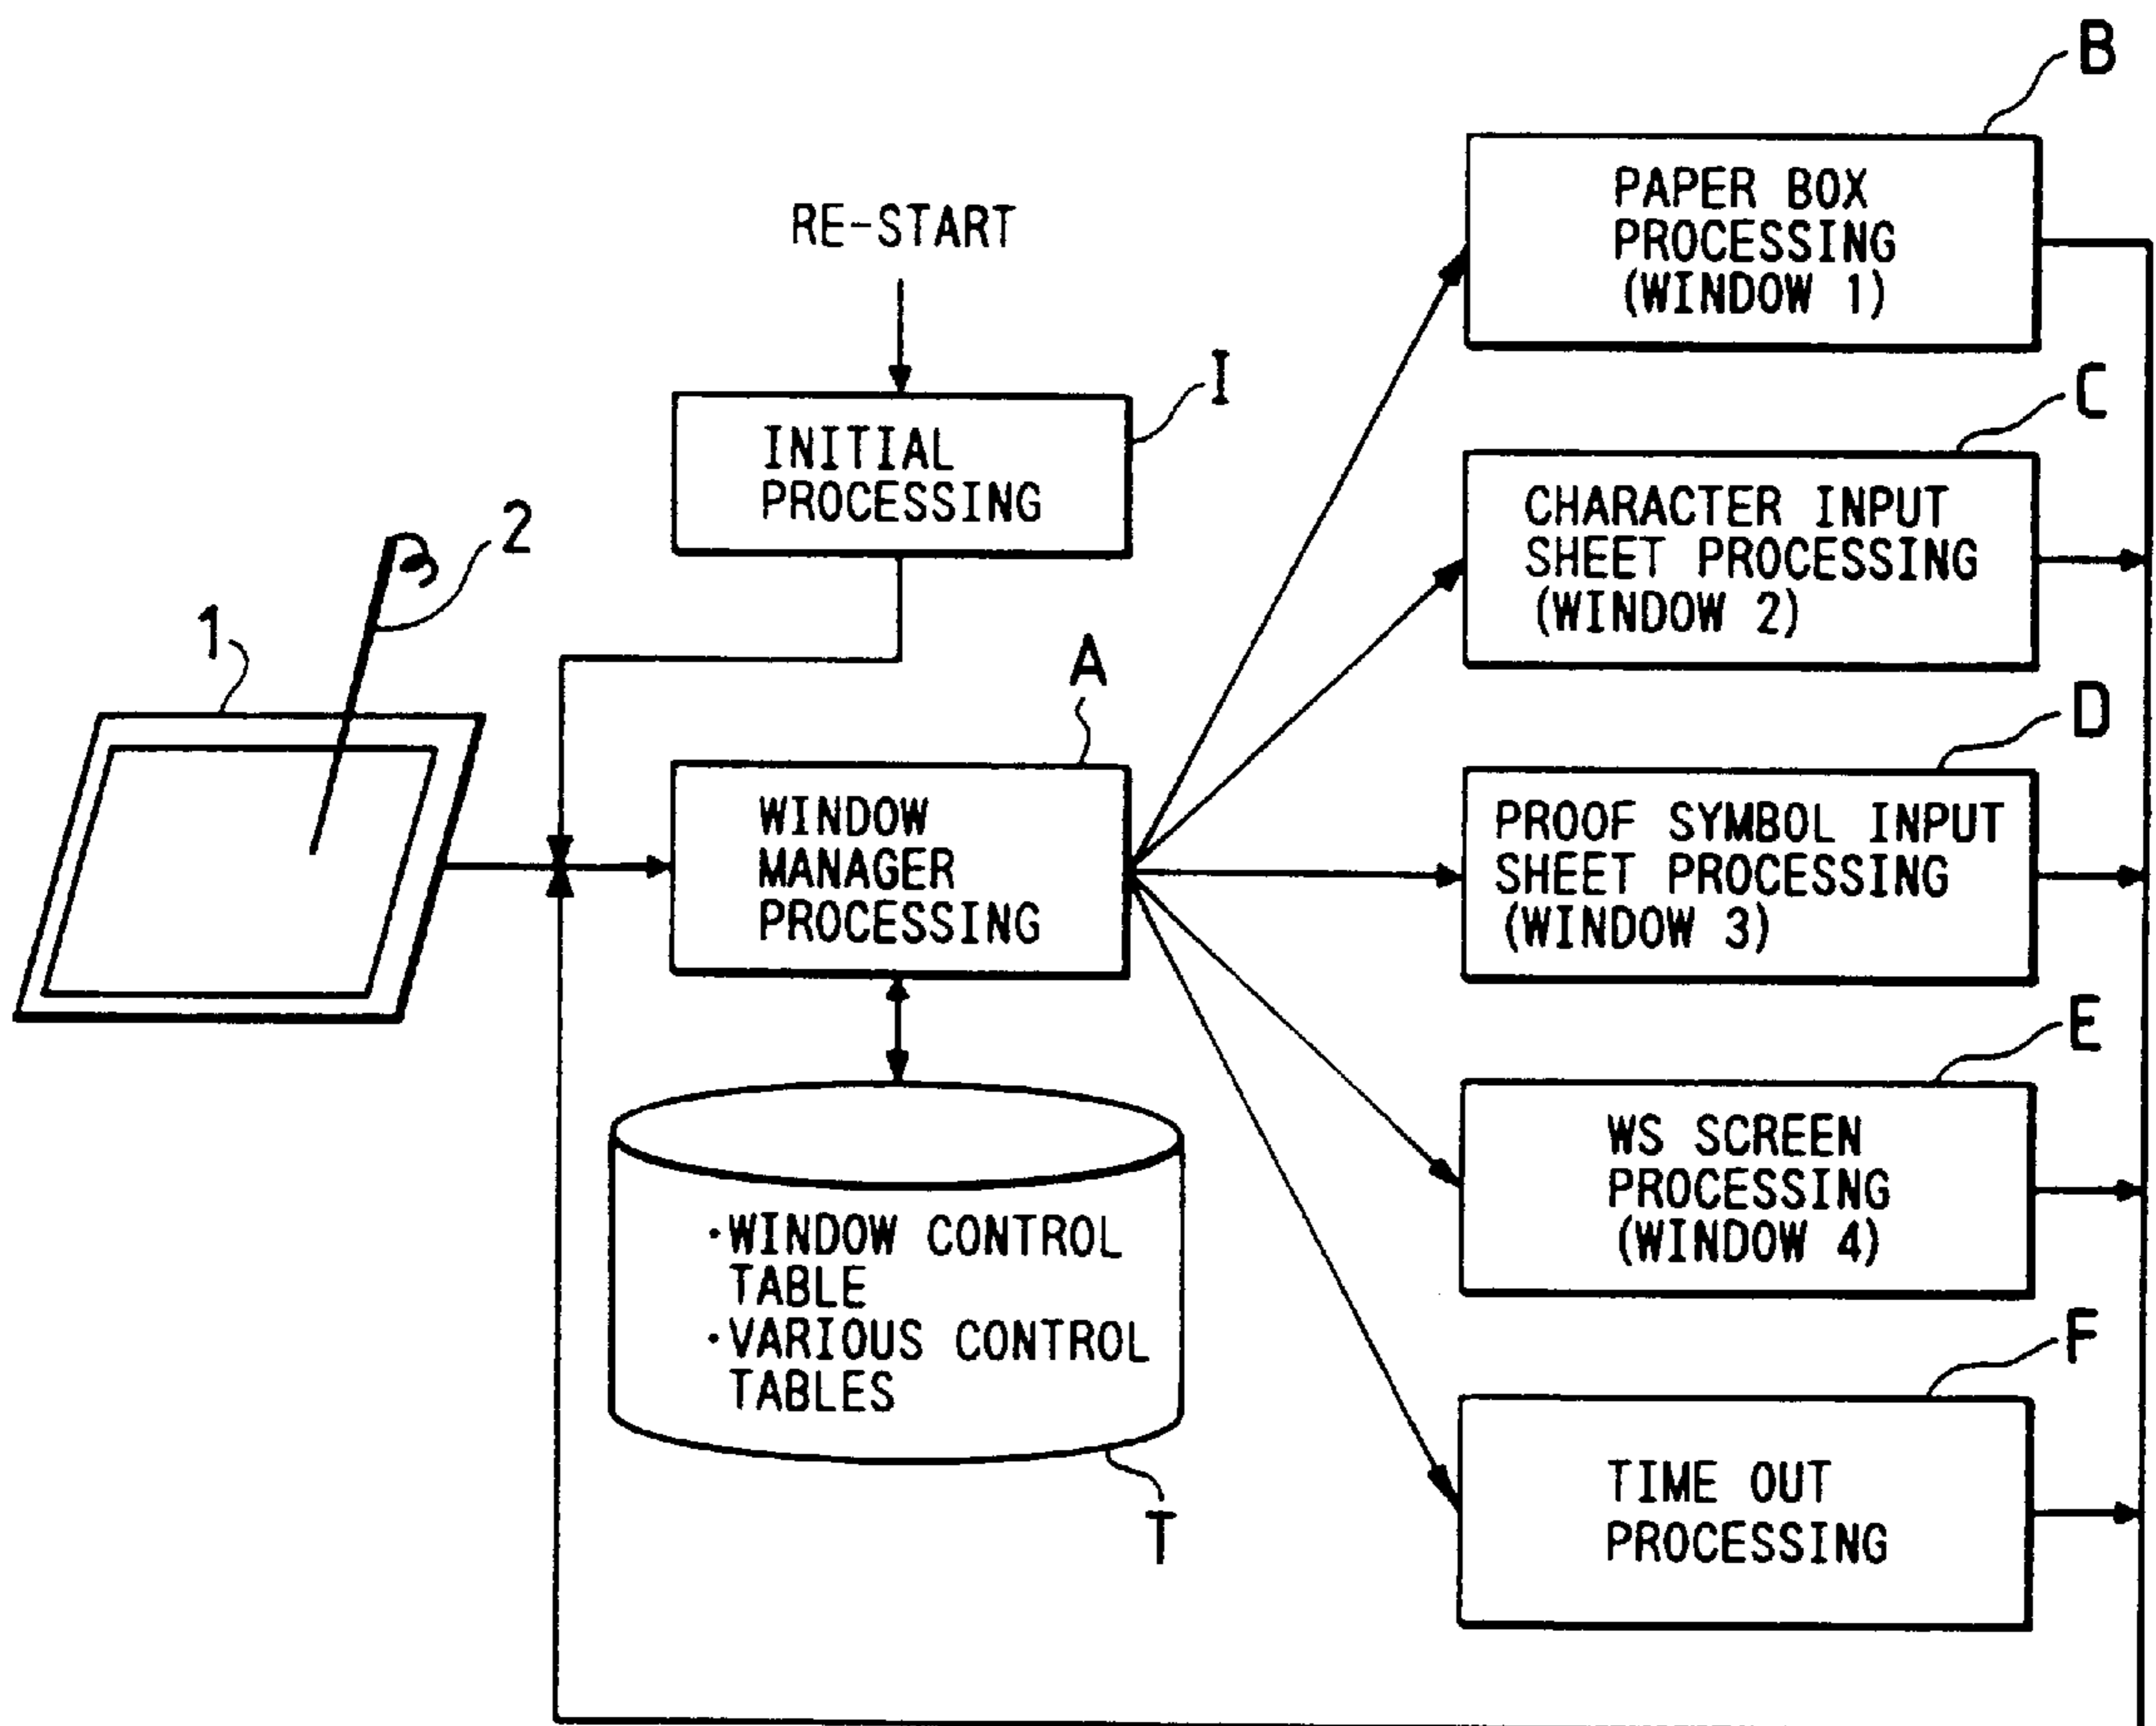 B
PAPER BOX
PROCESSING
(WINDOW 1)
RE-START
I
INITIAL
PROCESSING
C
CHARACTER INPUT
SHEET PROCESSING
(WINDOW 2)
2
1
A
WINDOW
MANAGER
PROCESSING
D
PROOF SYMBOL INPUT
SHEET PROCESSING
(WINDOW 3)
E
WS SCREEN
PROCESSING
(WINDOW 4)
·WINDOW CONTROL
TABLE
·VARIOUS CONTROL
TABLES
T
F
TIME OUT
PROCESSING